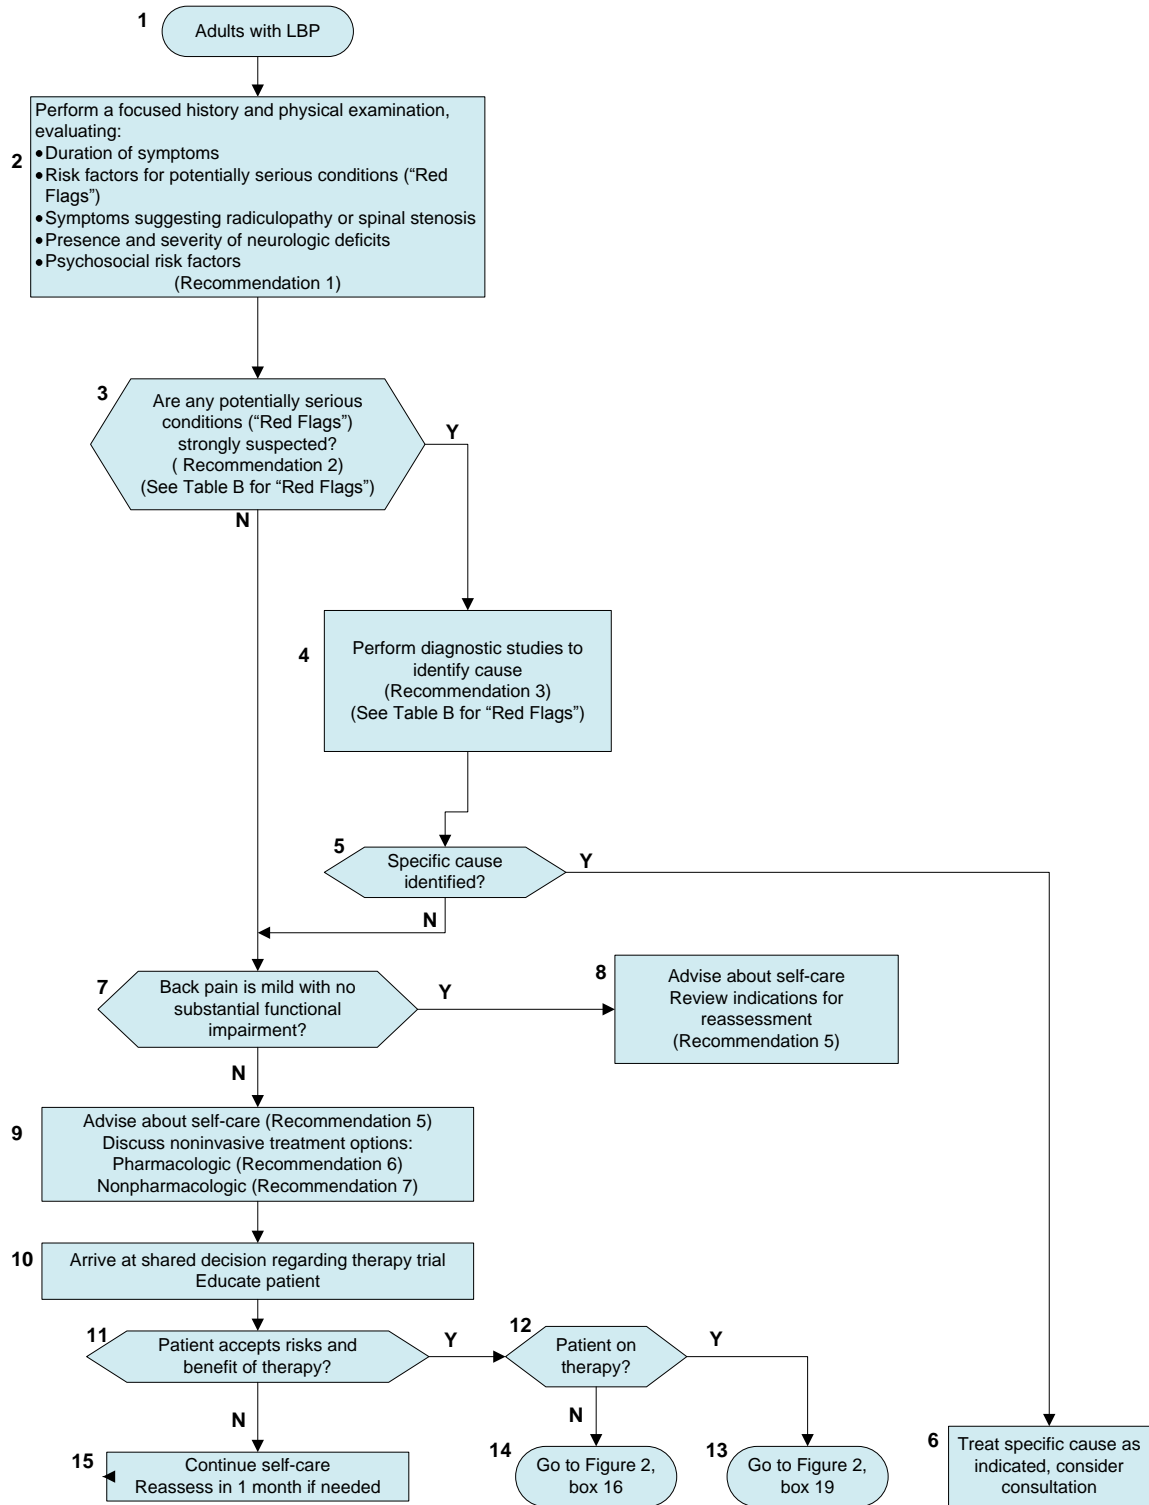 1
Adults with LBP
2
Perform a focused history and physical examination,
evaluating:
•Duration of symptoms
•Risk factors for potentially serious conditions (“Red
Flags”)
•Symptoms suggesting radiculopathy or spinal stenosis
•Presence and severity of neurologic deficits
•Psychosocial risk factors
(Recommendation 1)
3
Are any potentially serious
conditions (“Red Flags”)
strongly suspected?
( Recommendation 2)
(See Table B for “Red Flags”)
Y
N
4
Perform diagnostic studies to
identify cause
(Recommendation 3)
(See Table B for “Red Flags”)
5
Specific cause
identified?
Y
N
7
Back pain is mild with no
substantial functional
impairment?
Y
N
8
Advise about self-care
Review indications for
reassessment
(Recommendation 5)
9
Advise about self-care (Recommendation 5)
Discuss noninvasive treatment options:
Pharmacologic (Recommendation 6)
Nonpharmacologic (Recommendation 7)
10
Arrive at shared decision regarding therapy trial
Educate patient
11
Patient accepts risks and
benefit of therapy?
Y
N
12
Patient on
therapy?
Y
N
15
Continue self-care
Reassess in 1 month if needed
14
Go to Figure 2,
box 16
13
Go to Figure 2,
box 19
6
Treat specific cause as
indicated, consider
consultation